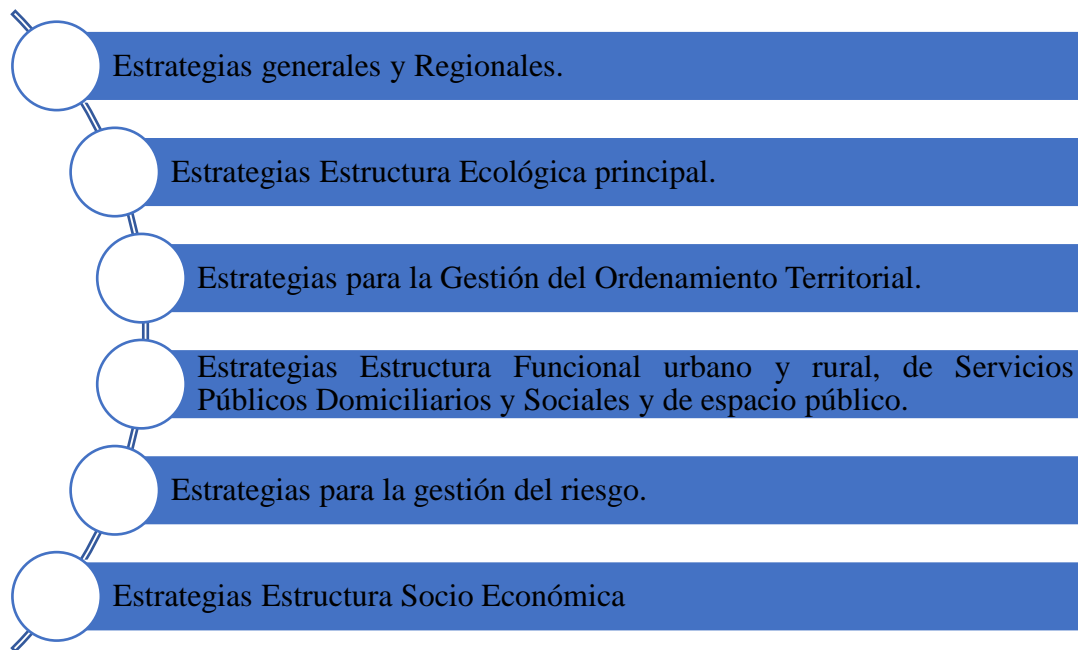 Estrategias generales y Regionales.
Estrategias Estructura Ecológica principal.
Estrategias para la Gestión del Ordenamiento Territorial.
Estrategias Estructura Funcional urbano y rural, de Servicios
Públicos Domiciliarios y Sociales y de espacio público.
Estrategias para la gestión del riesgo.
Estrategias Estructura Socio Económica